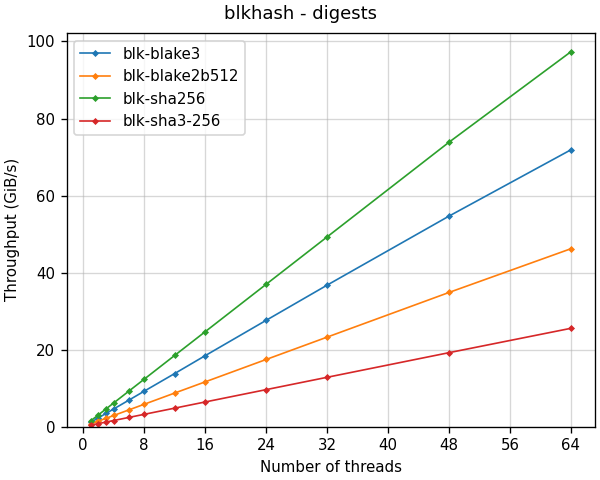 blkhash - digests
blk-blake3
blk-blake2b512
blk-sha256
blk-sha3-256
Throughput (GiB/s)
100
80
60
40
20
0
0 8 16 24 32 40 48 56 64
Number of threads